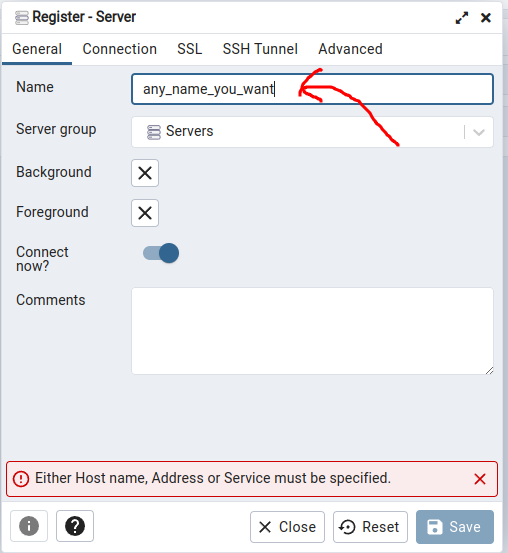 Register - Server
General Connection SSL SSH Tunnel Advanced
Name any_name_you_want
Server group Servers
Background
Foreground
Connect
now?
Comments
Either Host name, Address or Service must be specified.
Close Reset Save